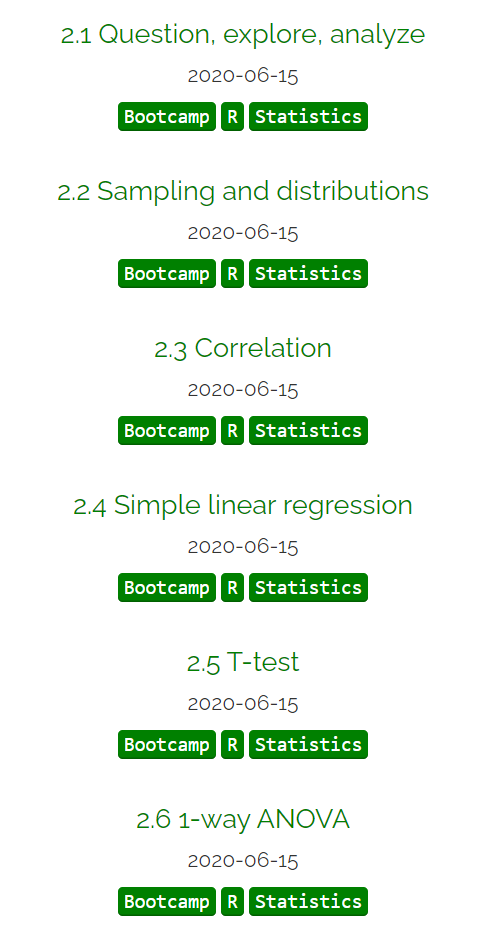 2.1 Question, explore, analyze
2020-06-15
Bootcamp R Statistics
2.2 Sampling and distributions
2020-06-15
Bootcamp R Statistics
2.3 Correlation
2020-06-15
Bootcamp R Statistics
2.4 Simple linear regression
2020-06-15
Bootcamp R Statistics
2.5 T-test
2020-06-15
Bootcamp R Statistics
2.6 1-way ANOVA
2020-06-15
Bootcamp R Statistics